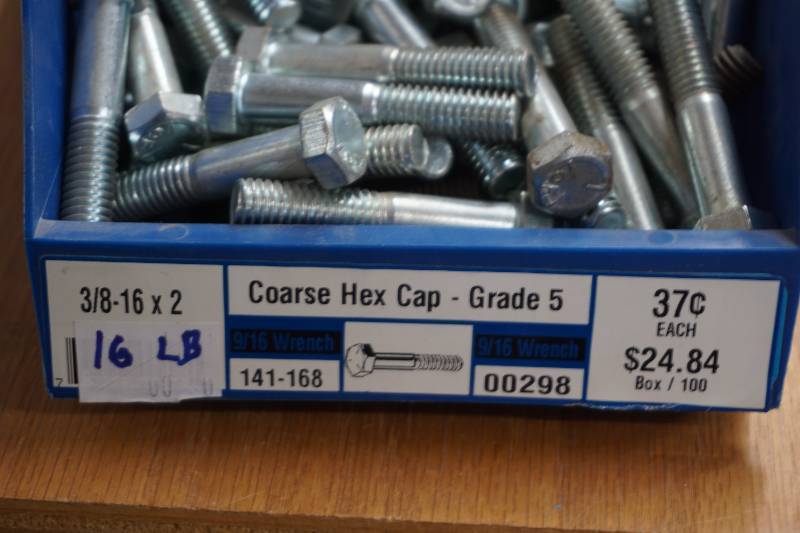 3/8-16 x 2
16 LB
7
Coarse Hex Cap - Grade 5
9/16 Wrench
9/16 Wrench
141-168
00298
37¢
EACH
$24.84
Box / 100